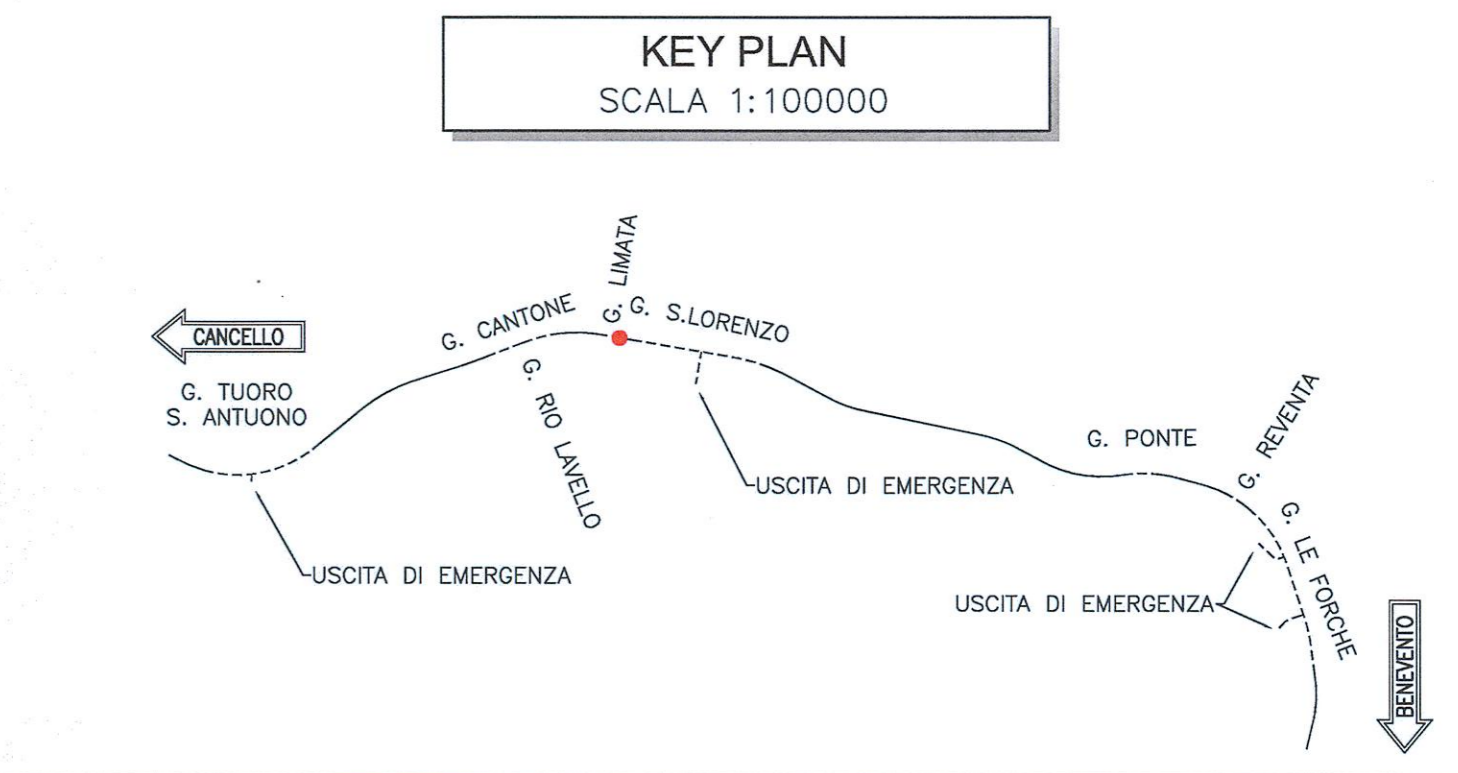 KEY PLAN
SCALA 1:100000
G. LIMATA
G. CANTONE
G. S.LORENZO
CANCELLO
G. TUORO
S. ANTUONO
G. RIO LAVELLO
G. PONTE
G. REVENTA
USCITA DI EMERGENZA
G. LE FORCHE
USCITA DI EMERGENZA
USCITA DI EMERGENZA
BENEVENTO